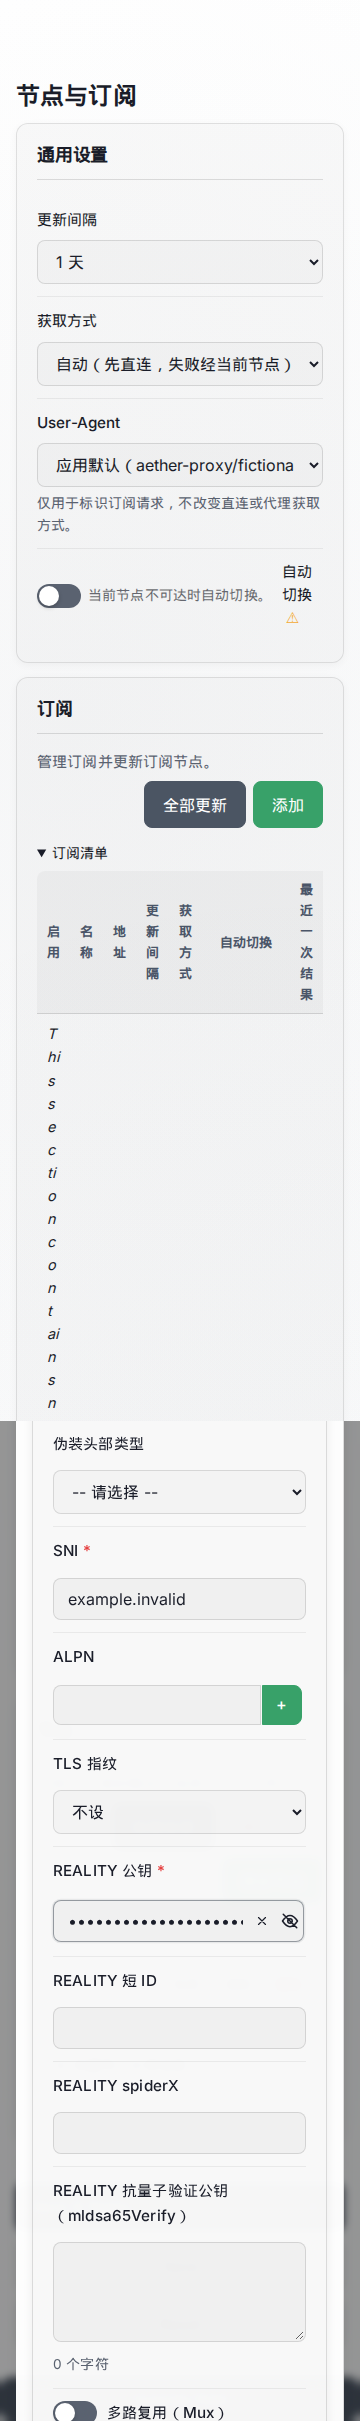 节点与订阅
通用设置
更新间隔
1 天
获取方式
自动（先直连，失败经当前节点）
User-Agent
应用默认（aether-proxy/fictiona
仅用于标识订阅请求，不改变直连或代理获取
方式。
当前节点不可达时自动切换。
自动
切换
⚠
订阅
管理订阅并更新订阅节点。
全部更新
添加
▼ 订阅清单
启
用
名
称
地
址
更
新
间
隔
获
取
方
式
自动切换
最
近
一
次
结
果
T
hi
s
s
e
c
ti
o
n
c
o
n
t
ai
n
s
n
伪装头部类型
-- 请选择 --
SNI *
example.invalid
ALPN
+
TLS 指纹
不设
REALITY 公钥 *
REALITY 短 ID
REALITY spiderX
REALITY 抗量子验证公钥
（mldsa65Verify）
0 个字符
多路复用（Mux）